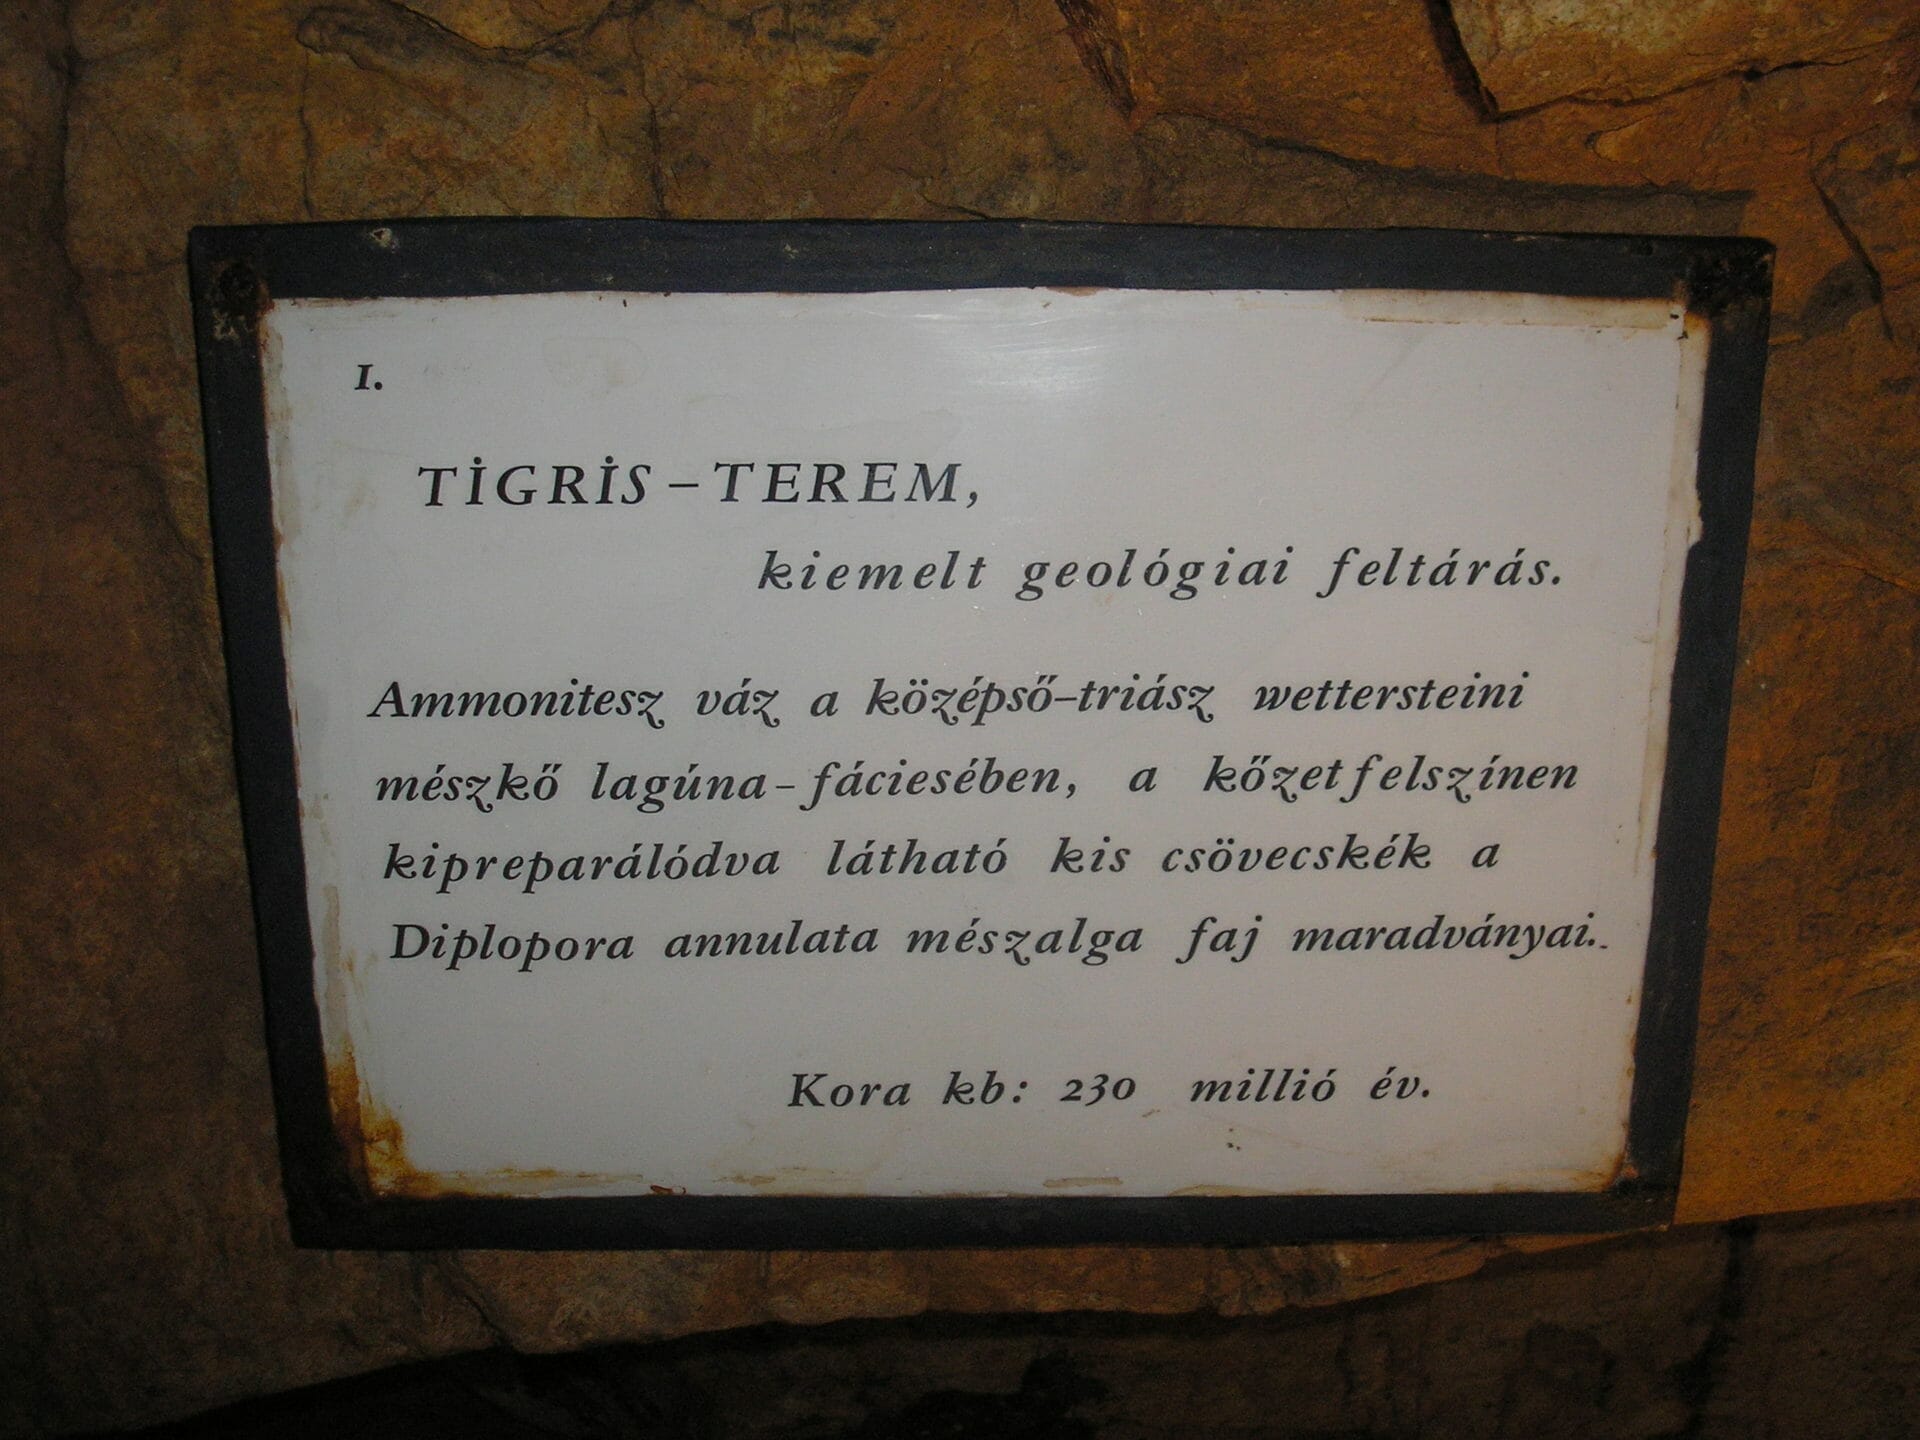 I.
TİGRİS – TEREM,
kiemelt geológiai feltárás.
Ammonitesz váz a középső-triász wettersteini
mészkő lagúna-fáciesében, a kőzetfelszínen
kipreparálódva látható kis csövecskék a
Diplopora annulata mészalga faj maradványai.
Kora kb: 230 millió év.